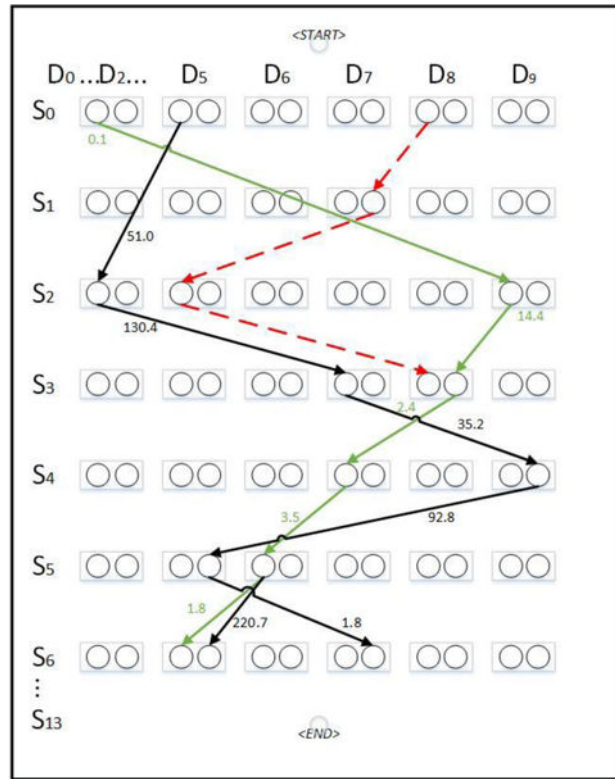 <START>
D0 ...D2... D5 D6 D7 D8 D9
S0
0.1
S1
51.0
S2
14.4
130.4
S3
2.4
35.2
S4
3.5
92.8
S5
1.8
220.7
1.8
S6
⋮
S13
<END>